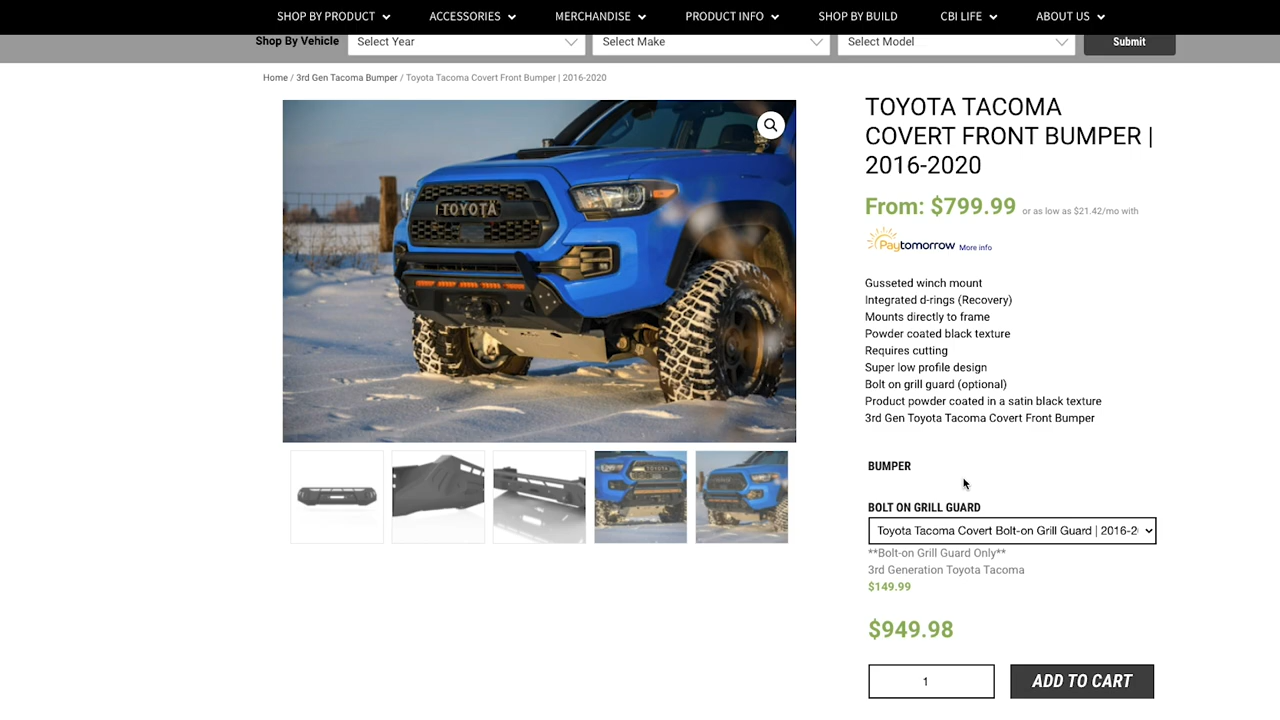 SHOP BY PRODUCT ACCESSORIES MERCHANDISE PRODUCT INFO SHOP BY BUILD CBI LIFE ABOUT US
Shop By Vehicle Select Year Select Make Select Model Submit
Home / 3rd Gen Tacoma Bumper / Toyota Tacoma Covert Front Bumper | 2016-2020
TOYOTA
TOYOTA TACOMA
COVERT FRONT BUMPER |
2016-2020
From: $799.99 or as low as $21.42/mo with
Paytomorrow More info
Gusseted winch mount
Integrated d-rings (Recovery)
Mounts directly to frame
Powder coated black texture
Requires cutting
Super low profile design
Bolt on grill guard (optional)
Product powder coated in a satin black texture
3rd Gen Toyota Tacoma Covert Front Bumper
BUMPER
BOLT ON GRILL GUARD
Toyota Tacoma Covert Bolt-on Grill Guard | 2016-2
**Bolt-on Grill Guard Only**
3rd Generation Toyota Tacoma
$149.99
$949.98
1 ADD TO CART